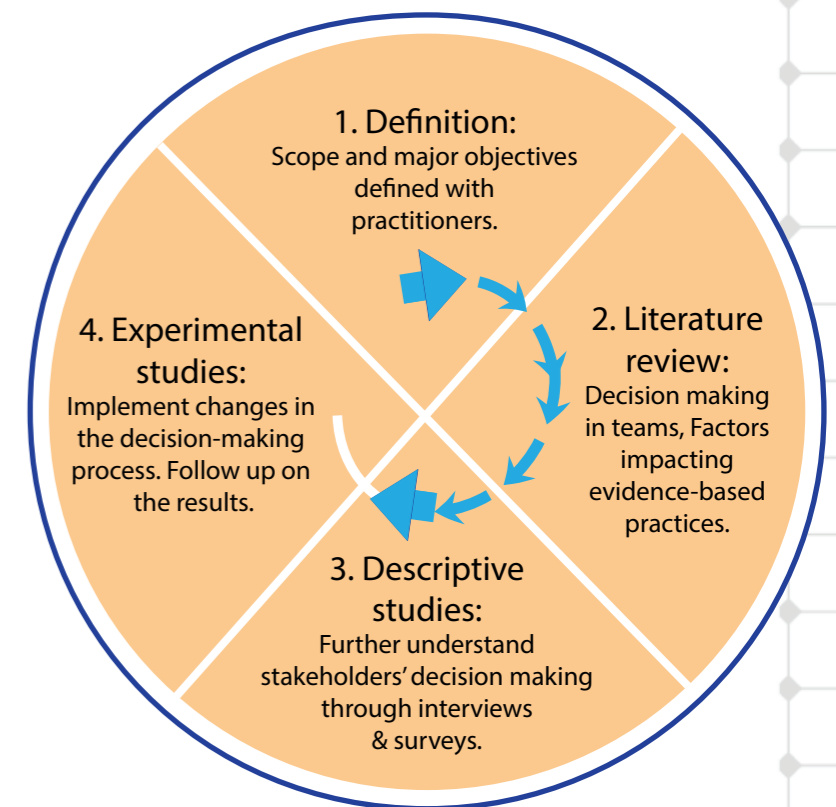 1. Definition:
Scope and major objectives
defined with
practitioners.
2. Literature
review:
Decision making
in teams, Factors
impacting
evidence-based
practices.
3. Descriptive
studies:
Further understand
stakeholders’ decision making
through interviews
& surveys.
4. Experimental
studies:
Implement changes in
the decision-making
process. Follow up on
the results.